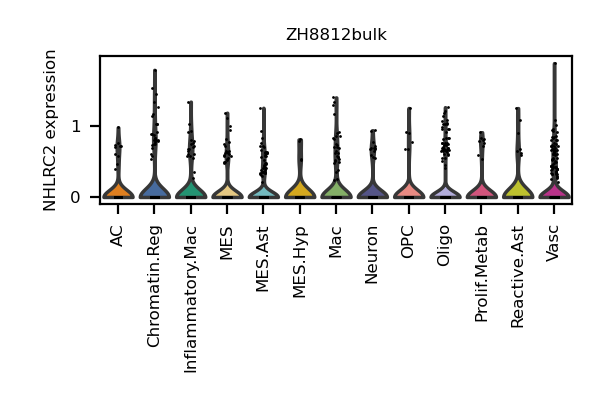 ZH8812bulk
NHLRC2 expression
1
0
AC
Chromatin.Reg
Inflammatory.Mac
MES
MES.Ast
MES.Hyp
Mac
Neuron
OPC
Oligo
Prolif.Metab
Reactive.Ast
Vasc